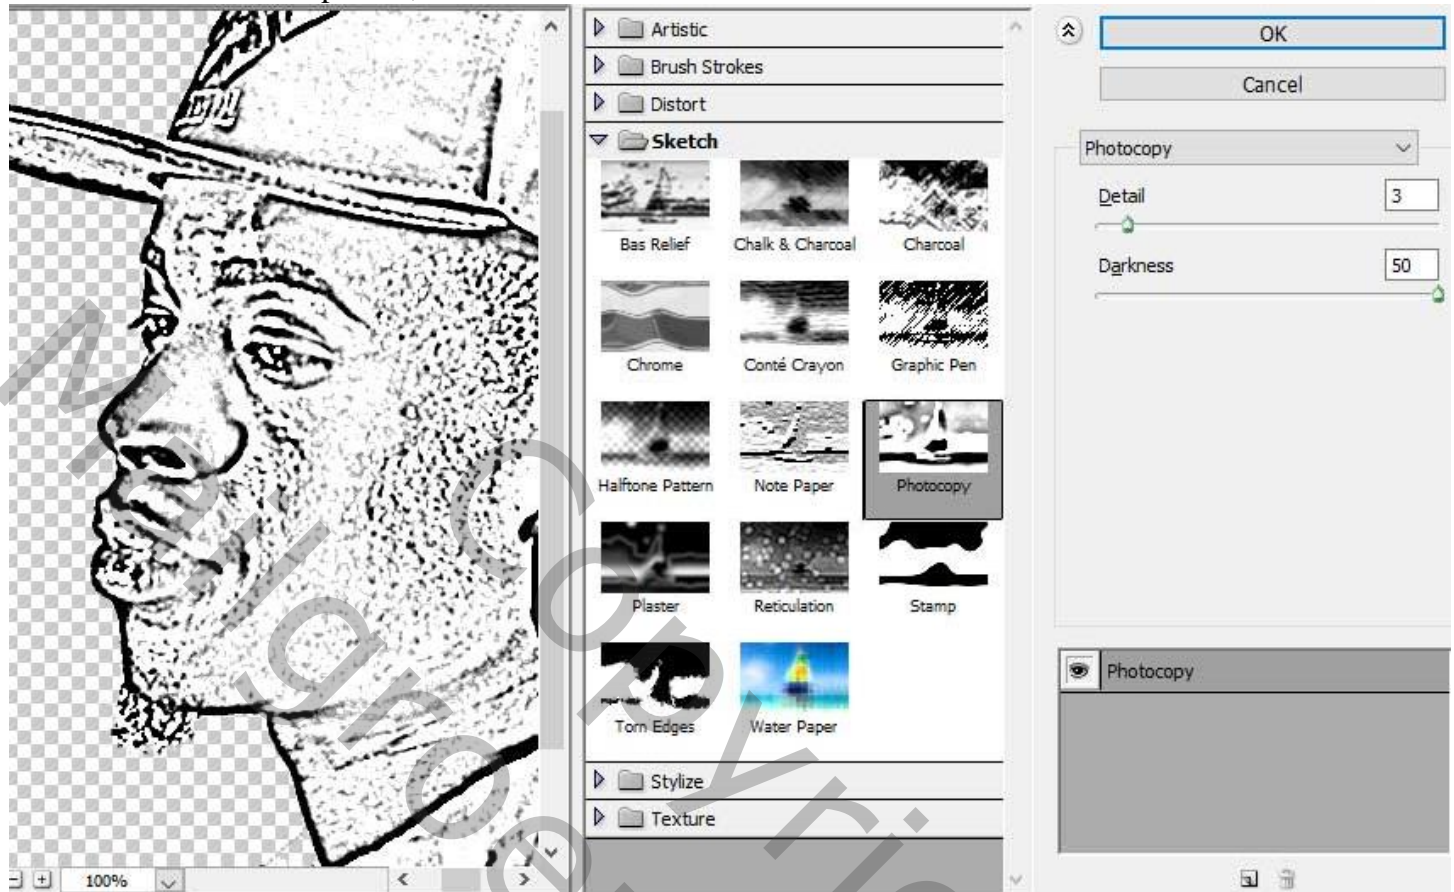 Artistic
Brush Strokes
Distort
Sketch
Bas Relief
Chalk & Charcoal
Charcoal
Chrome
Conté Crayon
Graphic Pen
Halftone Pattern
Note Paper
Photocopy
Plaster
Reticulation
Stamp
Torn Edges
Water Paper
Stylize
Texture
100%
OK
Cancel
Photocopy
Detail 3
Darkness 50
Photocopy